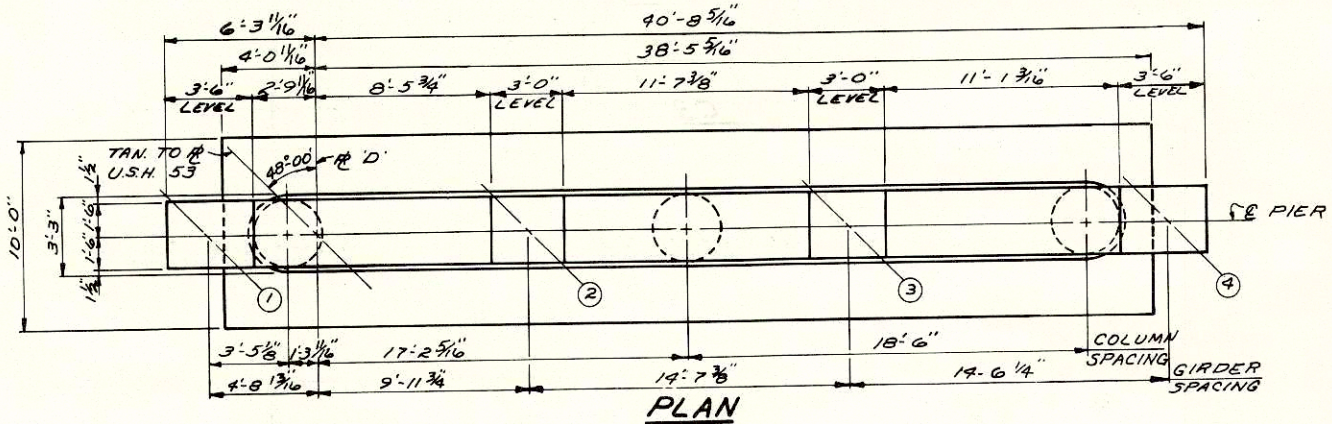 6'-3 11/16"
40'-8 5/16"
4'-0 11/16"
38'-5 5/16"
3'-6"
LEVEL
2'-9 11/16"
8'-5 3/4"
3'-0"
LEVEL
11'-7 3/8"
3'-0"
LEVEL
11'-1 3/16"
3'-6"
LEVEL
TAN. TO R̲
U.S.H. 53
48°-00'
'D'
10'-0"
3'-3"
1 1/2"
1'-6"
1'-6"
1 1/2"
℄ PIER
1
2
3
4
3'-5 1/8"
1'-3 11/16"
17'-2 5/16"
18'-6"
COLUMN
SPACING
4'-8 13/16"
9'-11 3/4"
14'-7 3/8"
14'-6 1/4"
GIRDER
SPACING
PLAN